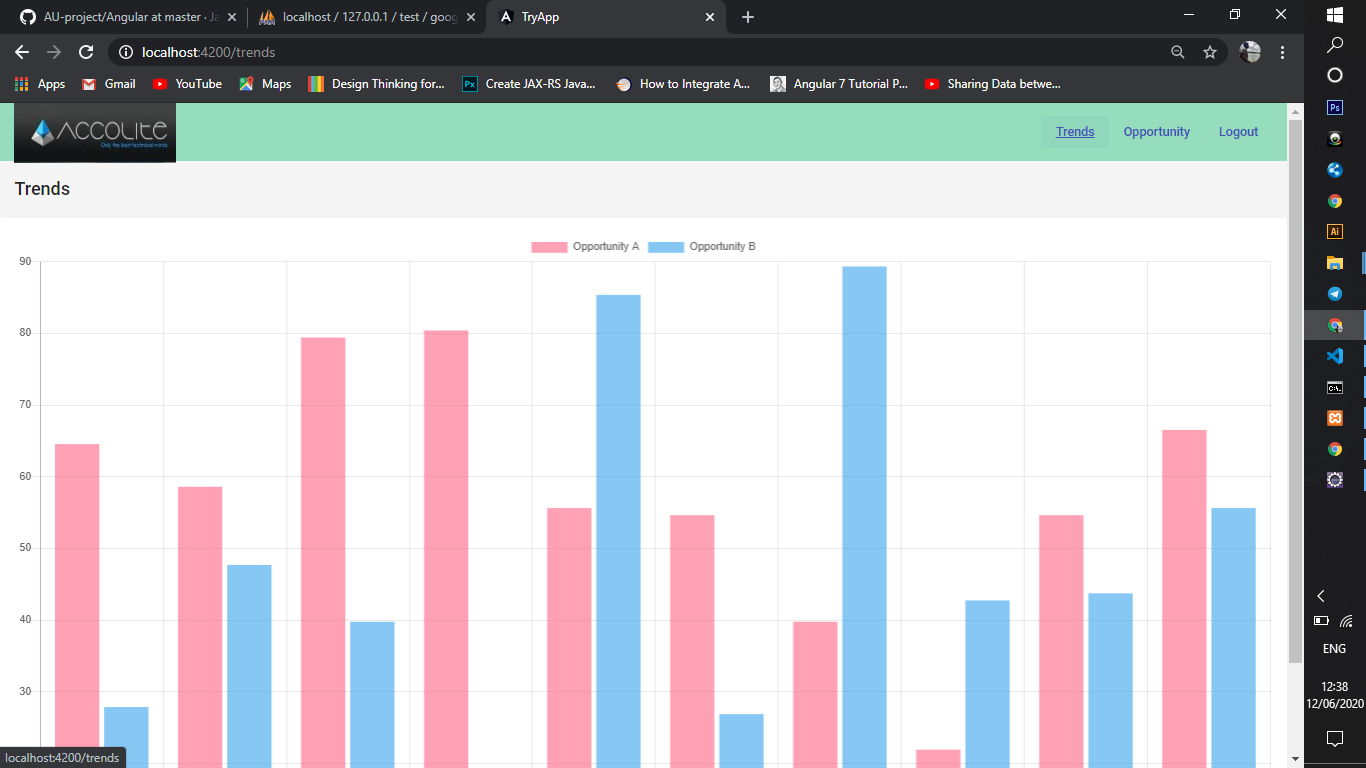 AU-project/Angular at master · Ja
localhost / 127.0.0.1 / test / goog
TryApp
localhost:4200/trends
Apps
Gmail
YouTube
Maps
Design Thinking for...
Px
Create JAX-RS Java...
How to Integrate A...
Angular 7 Tutorial P...
Sharing Data betwe...
ACCOLITE
Only the best technical minds
Trends
Opportunity
Logout
Trends
Opportunity A
Opportunity B
90
80
70
60
50
40
30
localhost:4200/trends
Ps
Ai
C:\.
ENG
12:38
12/06/2020